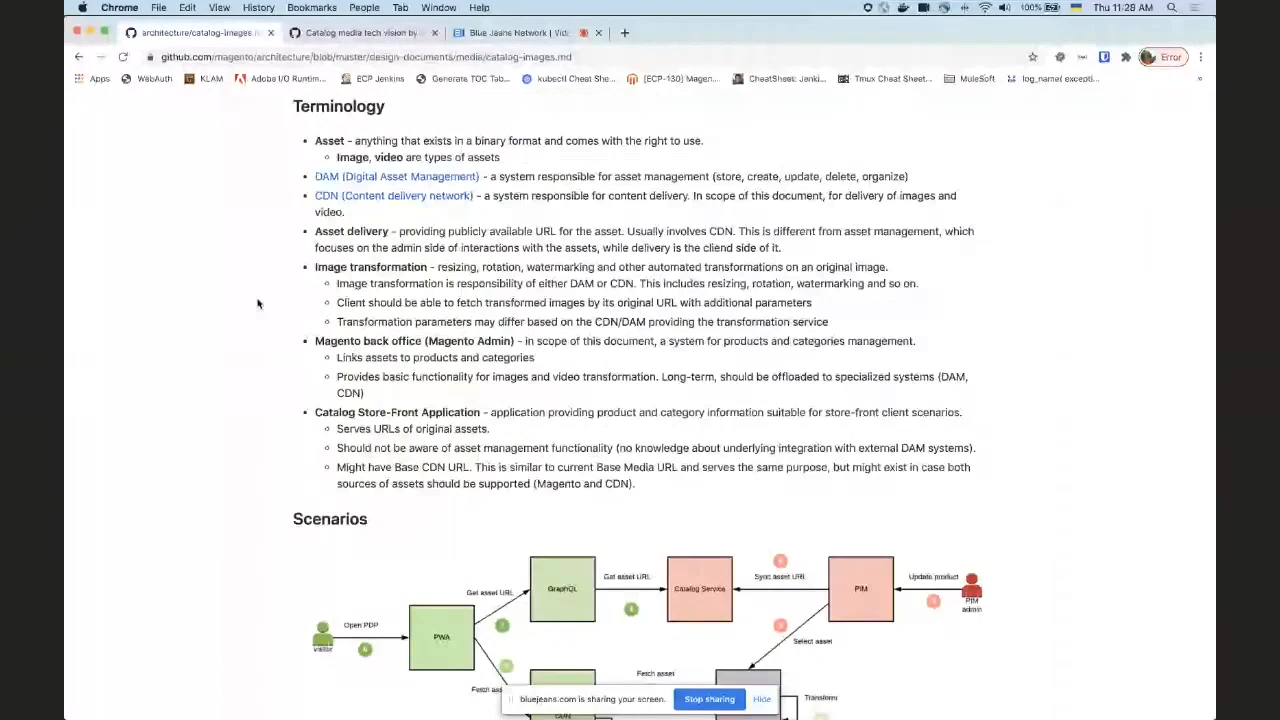 Chrome File Edit View History Bookmarks People Tab Window Help 100% Thu 11:28 AM
architecture/catalog-images.r Catalog media tech vision by Blue Jeans Network | Vid
github.com/magento/architecture/blob/master/design-documents/media/catalog-images.md Error
Apps WebAuth KLAM Adobe I/O Runtim... ECP Jenkins Generate TOC Tab... kubectl Cheat She... [ECP-130] Magen... CheatSheet: Jenki... Tmux Cheat Sheet... MuleSoft log_name( excepti... »
Terminology
Asset - anything that exists in a binary format and comes with the right to use.
Image, video are types of assets
DAM (Digital Asset Management) - a system responsible for asset management (store, create, update, delete, organize)
CDN (Content delivery network) - a system responsible for content delivery. In scope of this document, for delivery of images and
video.
Asset delivery - providing publicly available URL for the asset. Usually involves CDN. This is different from asset management, which
focuses on the admin side of interactions with the assets, while delivery is the cliend side of it.
Image transformation - resizing, rotation, watermarking and other automated transformations on an original image.
Image transformation is responsibility of either DAM or CDN. This includes resizing, rotation, watermarking and so on.
Client should be able to fetch transformed images by its original URL with additional parameters
Transformation parameters may differ based on the CDN/DAM providing the transformation service
Magento back office (Magento Admin) - in scope of this document, a system for products and categories management.
Links assets to products and categories
Provides basic functionality for images and video transformation. Long-term, should be offloaded to specialized systems (DAM,
CDN)
Catalog Store-Front Application - application providing product and category information suitable for store-front client scenarios.
Serves URLs of original assets.
Should not be aware of asset management functionality (no knowledge about underlying integration with external DAM systems).
Might have Base CDN URL. This is similar to current Base Media URL and serves the same purpose, but might exist in case both
sources of assets should be supported (Magento and CDN).
Scenarios
Get asset URL GraphQL Get asset URL Catalog Service Sync asset URL PIM Update product
PIM
admin
Open PDP PWA
visitor
Select asset
Fetch asset
Fetch ass
bluejeans.com is sharing your screen. Stop sharing Hide
Transform
CDN